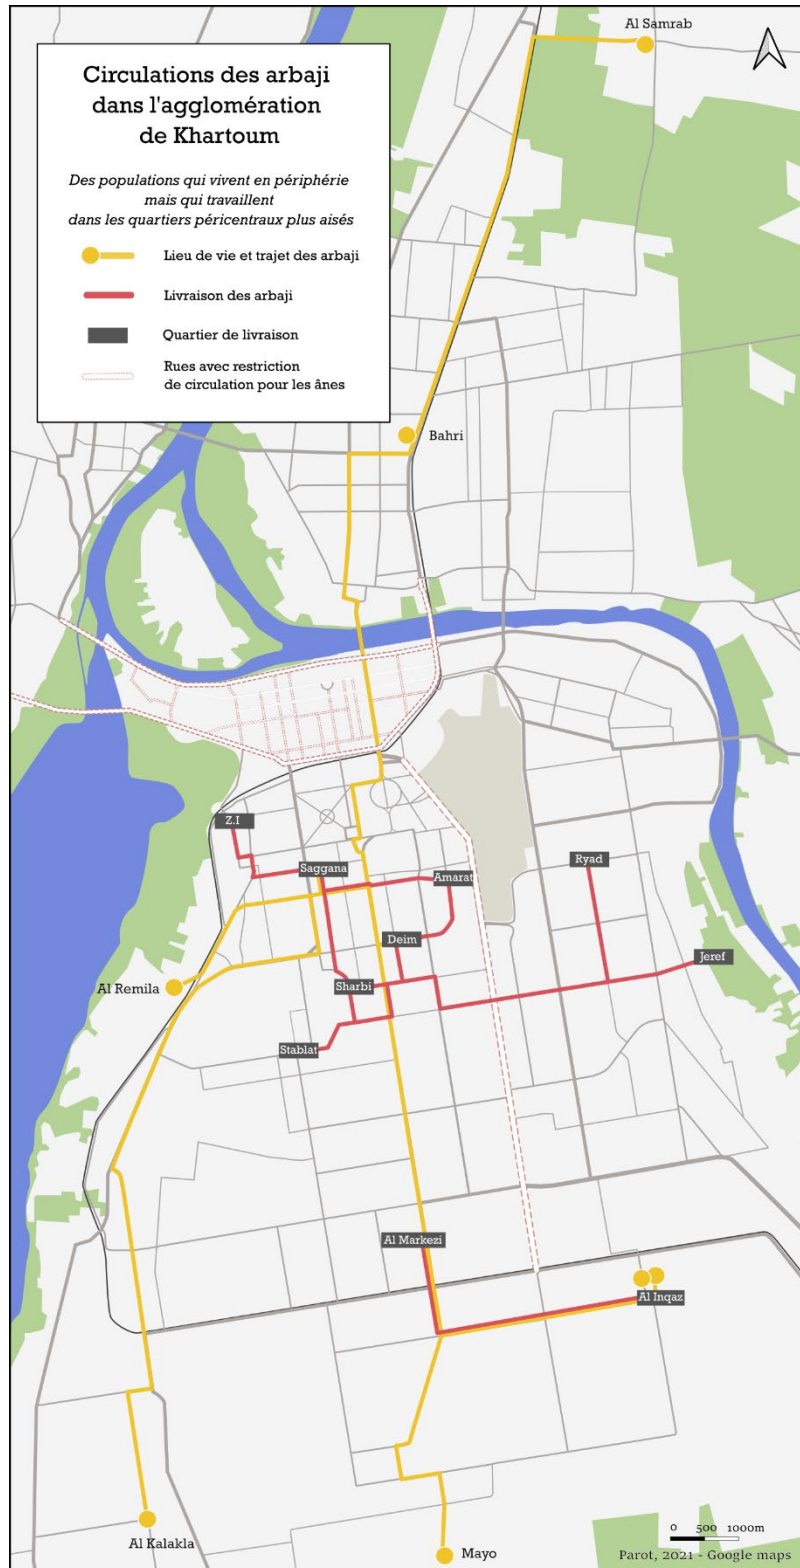 Al Samrab
Circulations des arbaji
dans l'agglomération
de Khartoum
Des populations qui vivent en périphérie
mais qui travaillent
dans les quartiers péricentraux plus aisés
Lieu de vie et trajet des arbaji
Livraison des arbaji
Quartier de livraison
Rues avec restriction
de circulation pour les ânes
Bahri
Z.I
Saggana
Ryad
Amarat
Deim
Jeref
Al Remila
Sharbi
Stablat
Al Markezi
Al Inqaz
Al Kalakla
Mayo
0 500 1000m
Parot, 2021 - Google maps